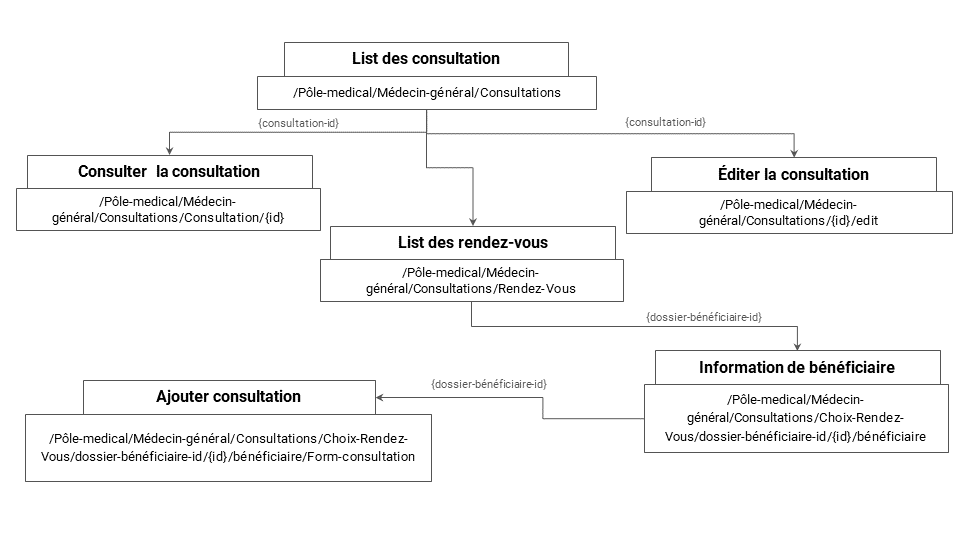 List des consultation
/Pôle-medical/Médecin-général/Consultations
{consultation-id}
{consultation-id}
Consulter la consultation
/Pôle-medical/Médecin-
général/Consultations/Consultation/{id}
Éditer la consultation
/Pôle-medical/Médecin-
général/Consultations/{id}/edit
List des rendez-vous
/Pôle-medical/Médecin-
général/Consultations/Rendez-Vous
{dossier-bénéficiaire-id}
Information de bénéficiaire
/Pôle-medical/Médecin-
général/Consultations/Choix-Rendez-
Vous/dossier-bénéficiaire-id/{id}/bénéficiaire
{dossier-bénéficiaire-id}
Ajouter consultation
/Pôle-medical/Médecin-général/Consultations/Choix-Rendez-
Vous/dossier-bénéficiaire-id/{id}/bénéficiaire/Form-consultation